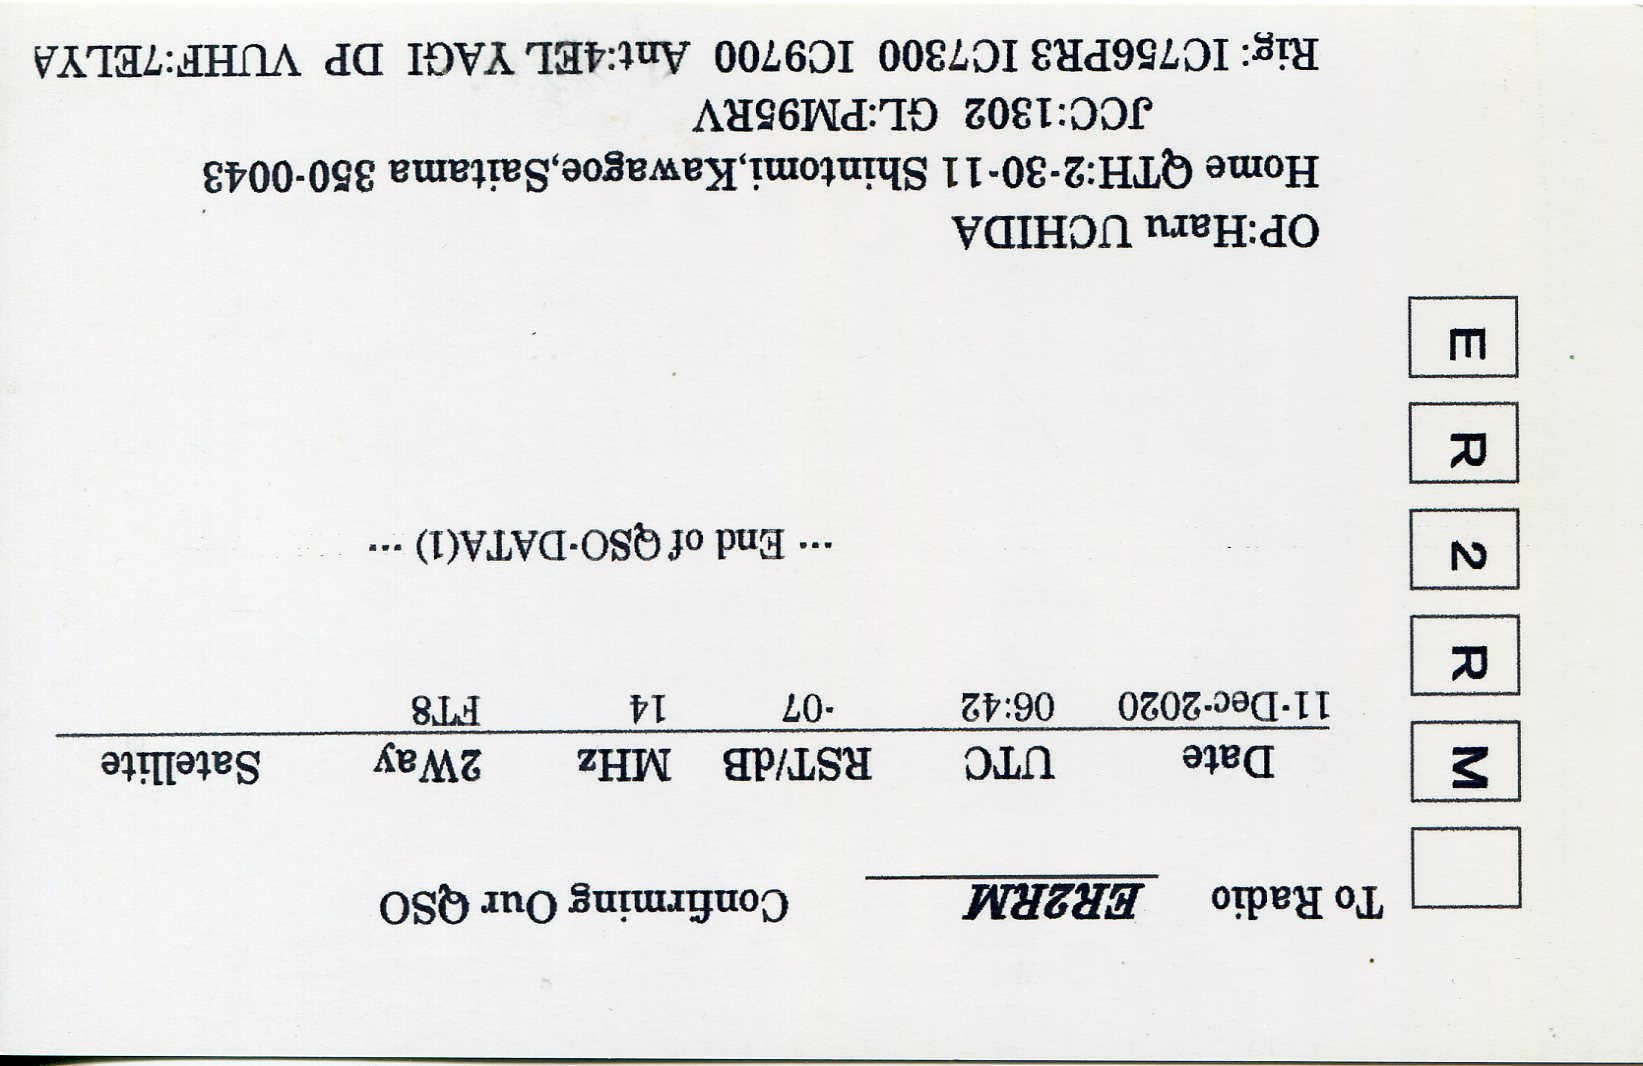 To Radio ER2RM Confirming Our QSO
Date UTC RST/dB MHz 2Way Satellite
11-Dec-2020 06:42 -07 14 FT8
... End of QSO-DATA(1) ...
OP:Haru UCHIDA
Home QTH:2-30-11 Shintomi,Kawagoe,Saitama 350-0043
JCC:1302 GL:PM95RV
Rig: IC756PR3 IC7300 IC9700 Ant:4EL YAGI DP VUHF:7ELYA
E R 2 R M